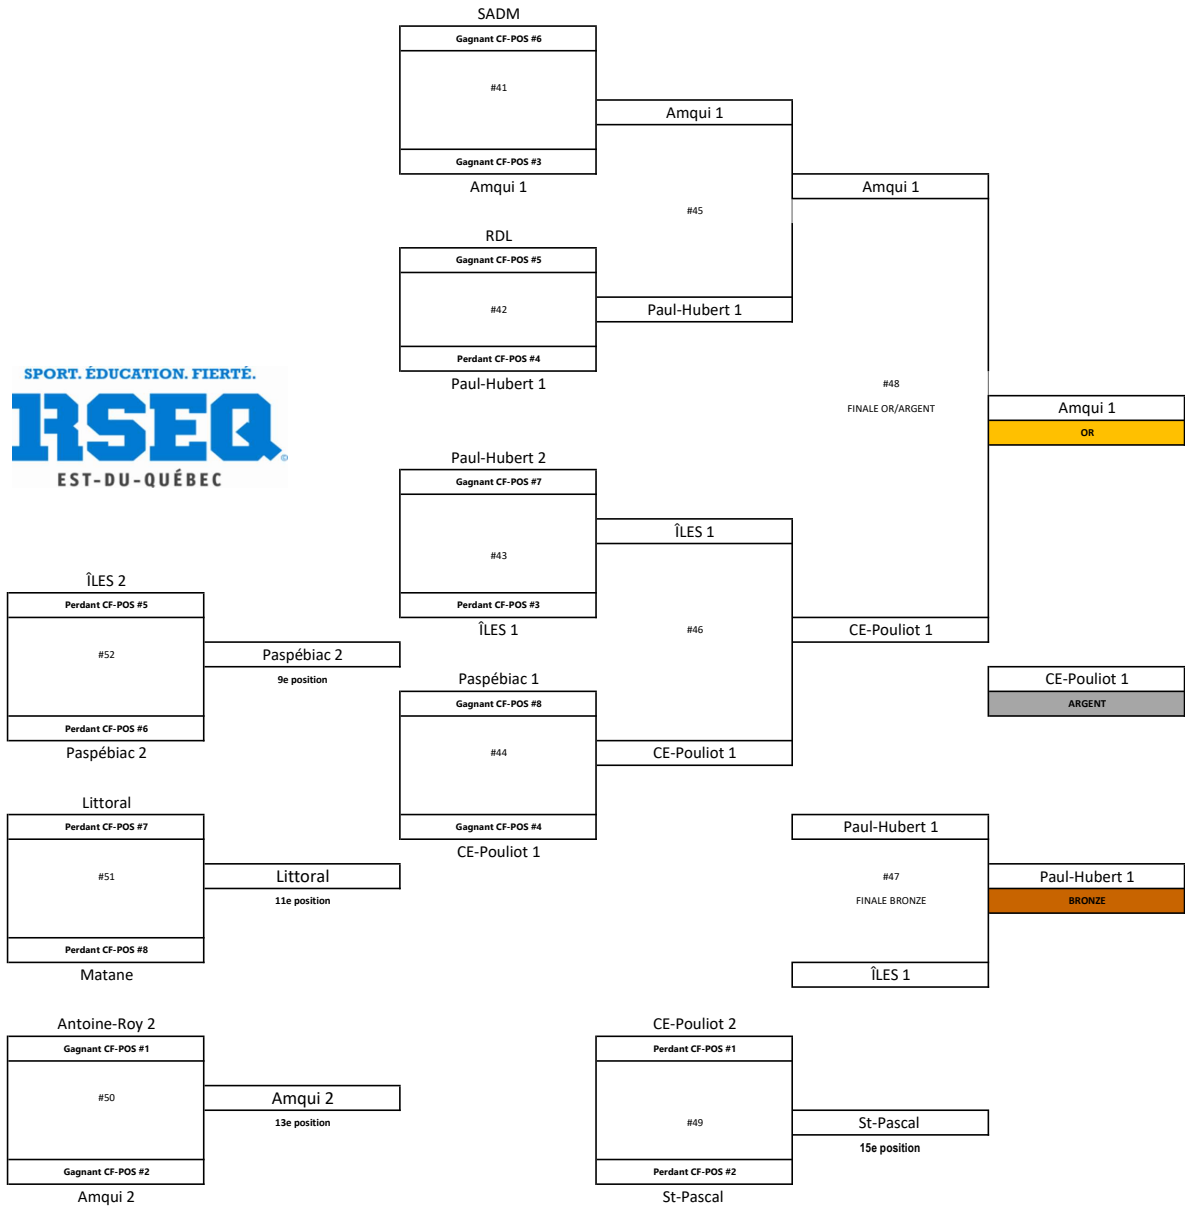 SADM
Gagnant CF-POS #6
#41
Amqui 1
Gagnant CF-POS #3
Amqui 1
Amqui 1
#45
RDL
Gagnant CF-POS #5
#42
Paul-Hubert 1
Perdant CF-POS #4
Paul-Hubert 1
SPORT. ÉDUCATION. FIERTÉ.
RSEQ
EST-DU-QUÉBEC
#48
FINALE OR/ARGENT
Amqui 1
OR
Paul-Hubert 2
Gagnant CF-POS #7
ÎLES 1
#43
ÎLES 2
Perdant CF-POS #5
Perdant CF-POS #3
ÎLES 1
#46
CE-Pouliot 1
#52
Paspébiac 2
9e position
Paspébiac 1
CE-Pouliot 1
Gagnant CF-POS #8
ARGENT
Perdant CF-POS #6
Paspébiac 2
#44
CE-Pouliot 1
Littoral
Perdant CF-POS #7
Gagnant CF-POS #4
CE-Pouliot 1
Paul-Hubert 1
#51
Littoral
11e position
#47
FINALE BRONZE
Paul-Hubert 1
BRONZE
Perdant CF-POS #8
Matane
ÎLES 1
Antoine-Roy 2
Gagnant CF-POS #1
CE-Pouliot 2
Perdant CF-POS #1
#50
Amqui 2
13e position
#49
St-Pascal
15e position
Gagnant CF-POS #2
Amqui 2
Perdant CF-POS #2
St-Pascal